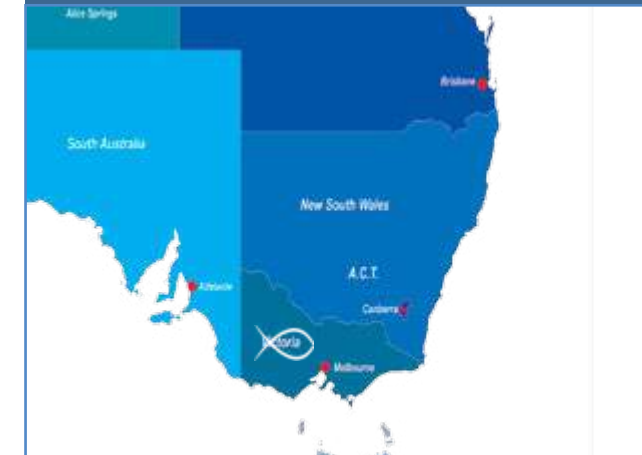 Alice Springs
Brisbane
South Australia
New South Wales
A.C.T.
Adelaide
Canberra
Victoria
Melbourne